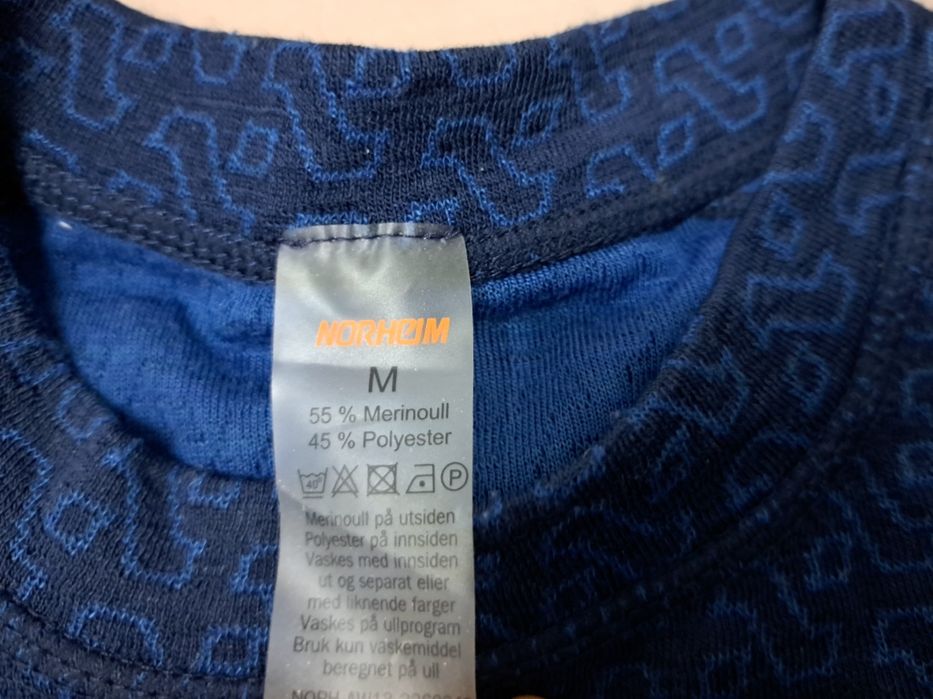 NORHEIM
M
55 % Merinoull
45 % Polyester
40°
P
Merinoull på utsiden
Polyester på innsiden
Vaskes med innsiden
ut og separat eller
med liknende farger
Vaskes på ullprogram
Bruk kun vaskemiddel
beregnet på ull